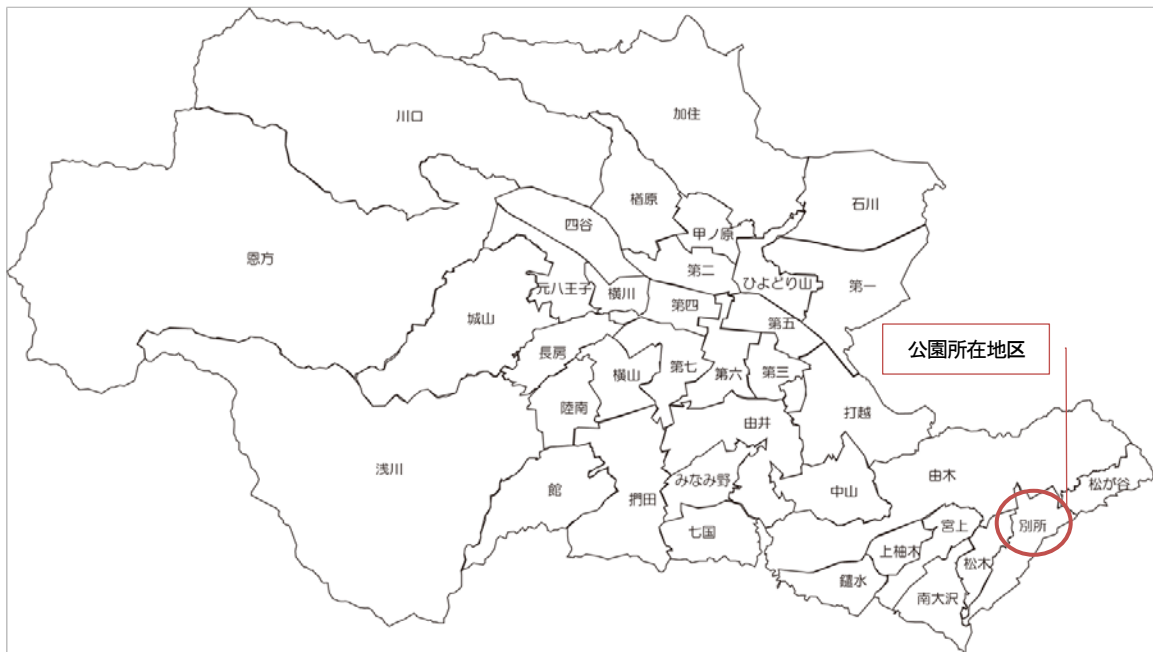 川口
加住
楢原
石川
四谷
甲ノ原
恩方
第二
ひよどり山
第一
元八王子
横川
第四
城山
第五
公園所在地区
長房
横山
第七
第六
第三
陸南
打越
由井
浅川
由木
みなみ野
松が谷
館
椚田
中山
別所
宮上
七国
上柚木
松木
鑓水
南大沢